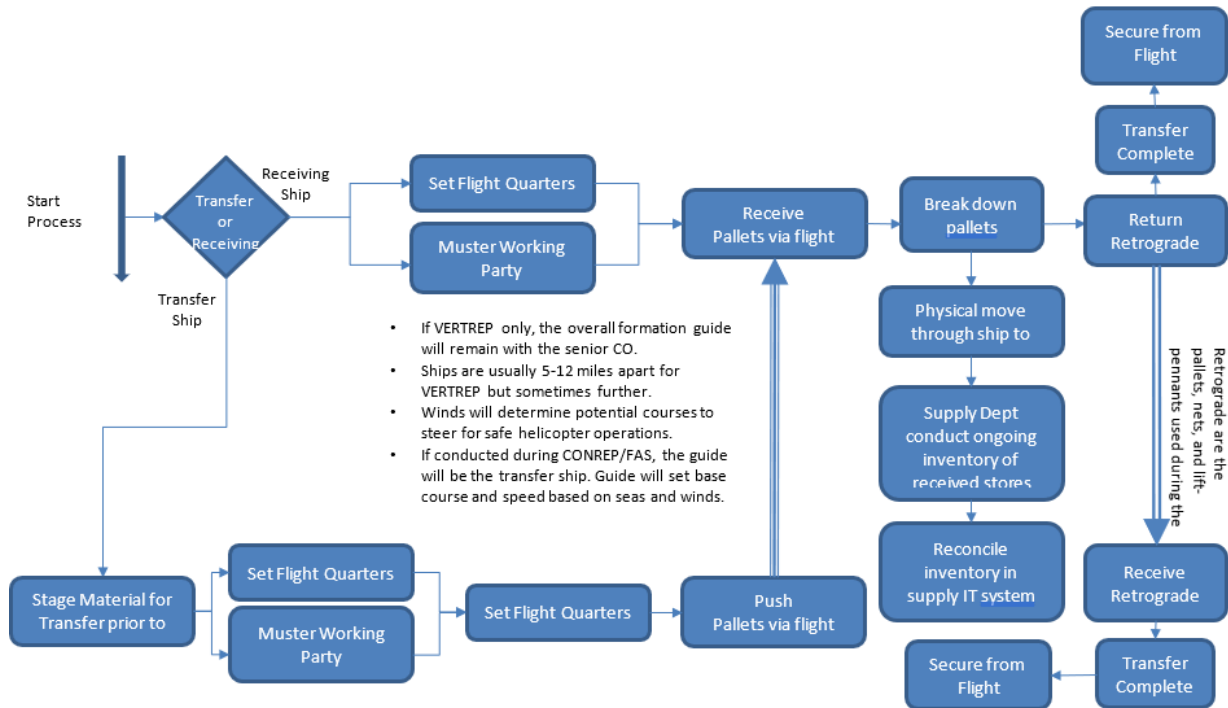 Start
Process
Transfer
or
Receiving
Receiving
Ship
Transfer
Ship
Set Flight Quarters
Muster Working
Party
Receive
Pallets via flight
Break down
pallets
Return
Retrograde
Transfer
Complete
Secure from
Flight
Physical move
through ship to
Supply Dept
conduct ongoing
inventory of
received stores
Reconcile
inventory in
supply IT system
• If VERTREP only, the overall formation guide
will remain with the senior CO.
• Ships are usually 5-12 miles apart for
VERTREP but sometimes further.
• Winds will determine potential courses to
steer for safe helicopter operations.
• If conducted during CONREP/FAS, the guide
will be the transfer ship. Guide will set base
course and speed based on seas and winds.
Retrograde are the
pallets, nets, and lift-
pennants used during the
Stage Material for
Transfer prior to
Set Flight Quarters
Muster Working
Party
Set Flight Quarters
Push
Pallets via flight
Receive
Retrograde
Transfer
Complete
Secure from
Flight